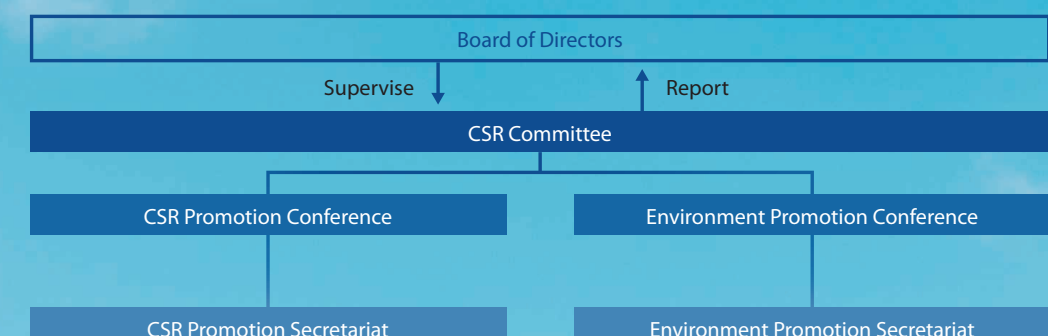 Board of Directors
Supervise
Report
CSR Committee
CSR Promotion Conference
Environment Promotion Conference
CSR Promotion Secretariat
Environment Promotion Secretariat